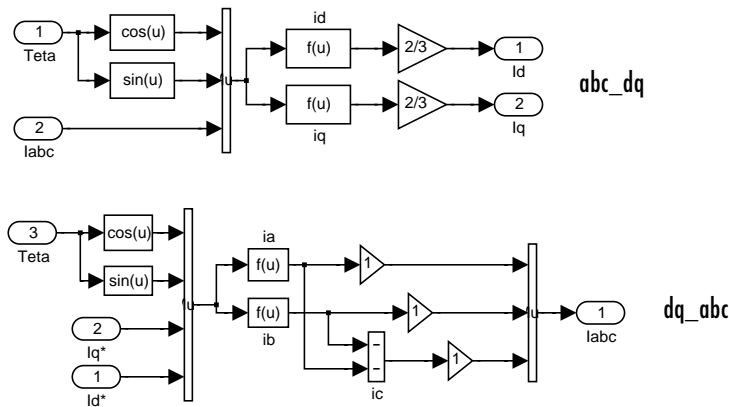 1
Teta
cos(u)
sin(u)
2
Iabc
id
f(u)
2/3
1
Id
f(u)
iq
2/3
2
Iq
abc_dq
3
Teta
cos(u)
sin(u)
2
Iq*
1
Id*
ia
f(u)
f(u)
ib
1
1
ic
1
1
Iabc
dq_abc